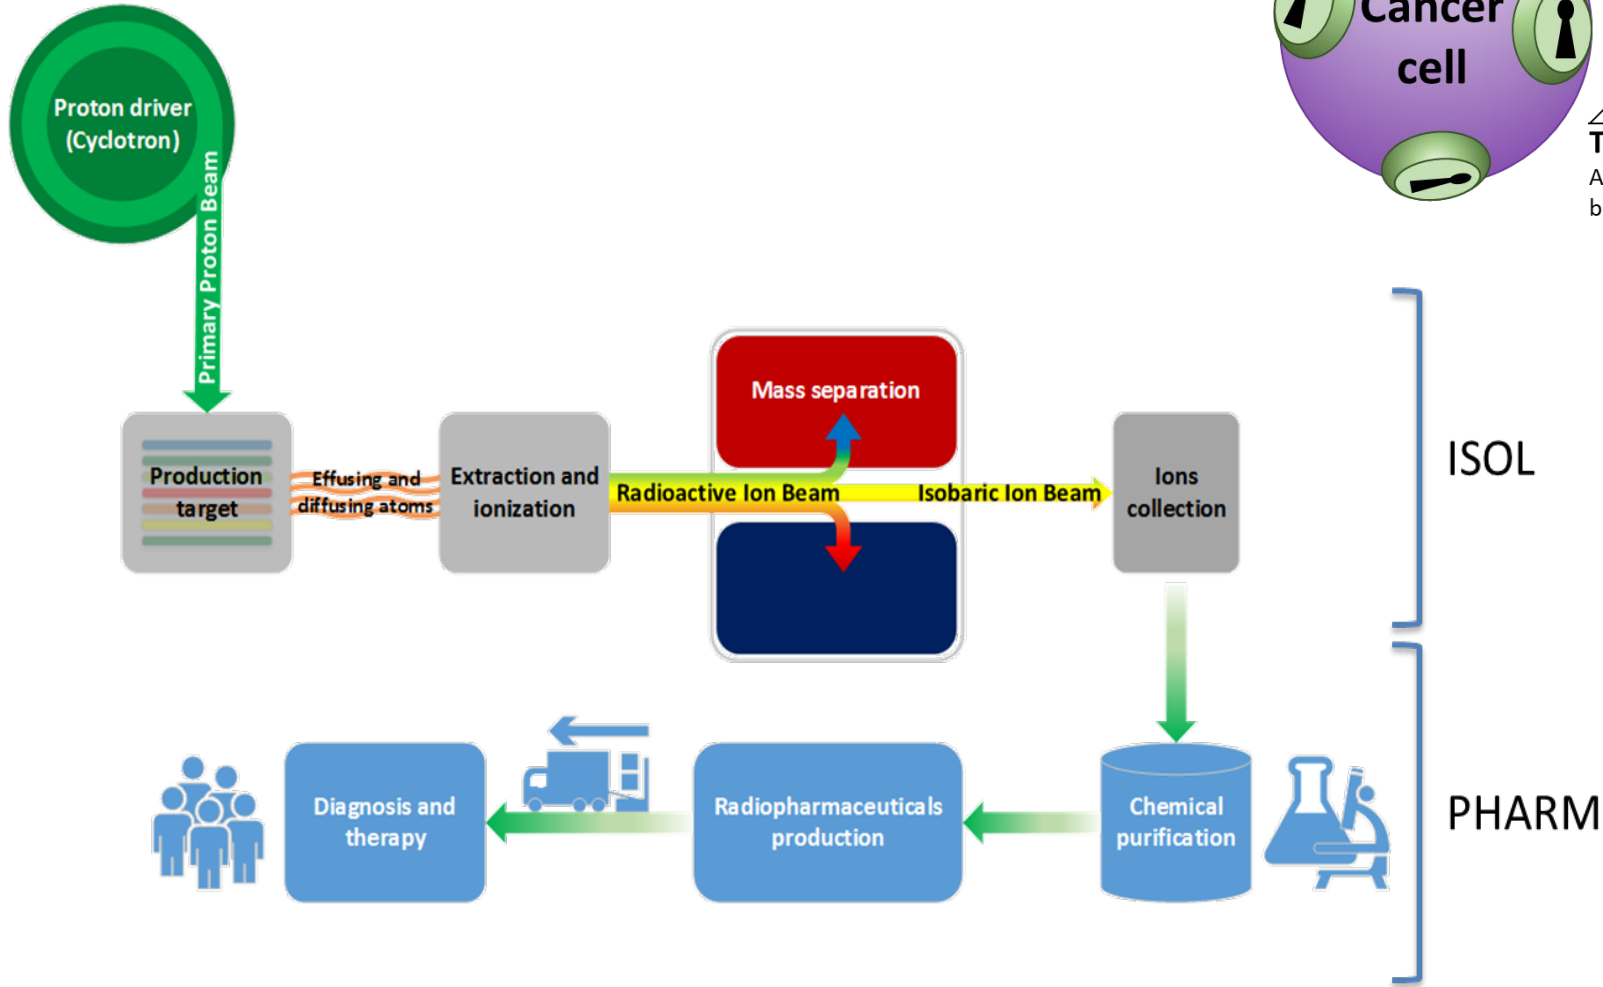 Cancer
cell
T
A
b
Proton driver
(Cyclotron)
Primary Proton Beam
Mass separation
Production
target
Effusing and
diffusing atoms
Extraction and
ionization
Radioactive Ion Beam
Isobaric Ion Beam
Ions
collection
ISOL
Diagnosis and
therapy
Radiopharmaceuticals
production
Chemical
purification
PHARM